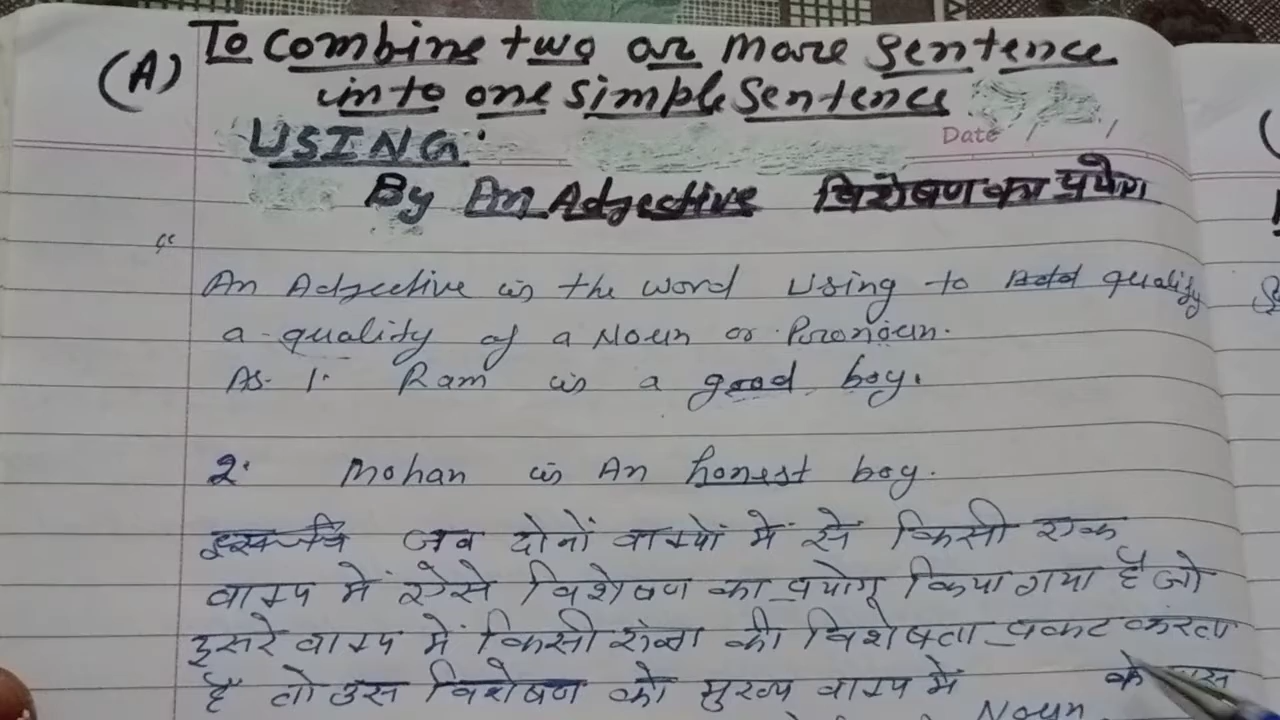 (A) To combine two or more sentence
into one simple sentence
USING:
Date / /
By An Adjective विशेषण का प्रयोग
"
An Adjective is the word using to qualify
a quality of a Noun or Pronoun.
As- 1. Ram is a good boy.
2. Mohan is An honest boy.
जब दोनों वाक्यों में से किसी एक
वाक्य में ऐसे विशेषण का प्रयोग किया गया है जो
दुसरे वाक्य में किसी संज्ञा की विशेषता प्रकट करता
है तो उस विशेषण को मुख्य वाक्य में के
Noun